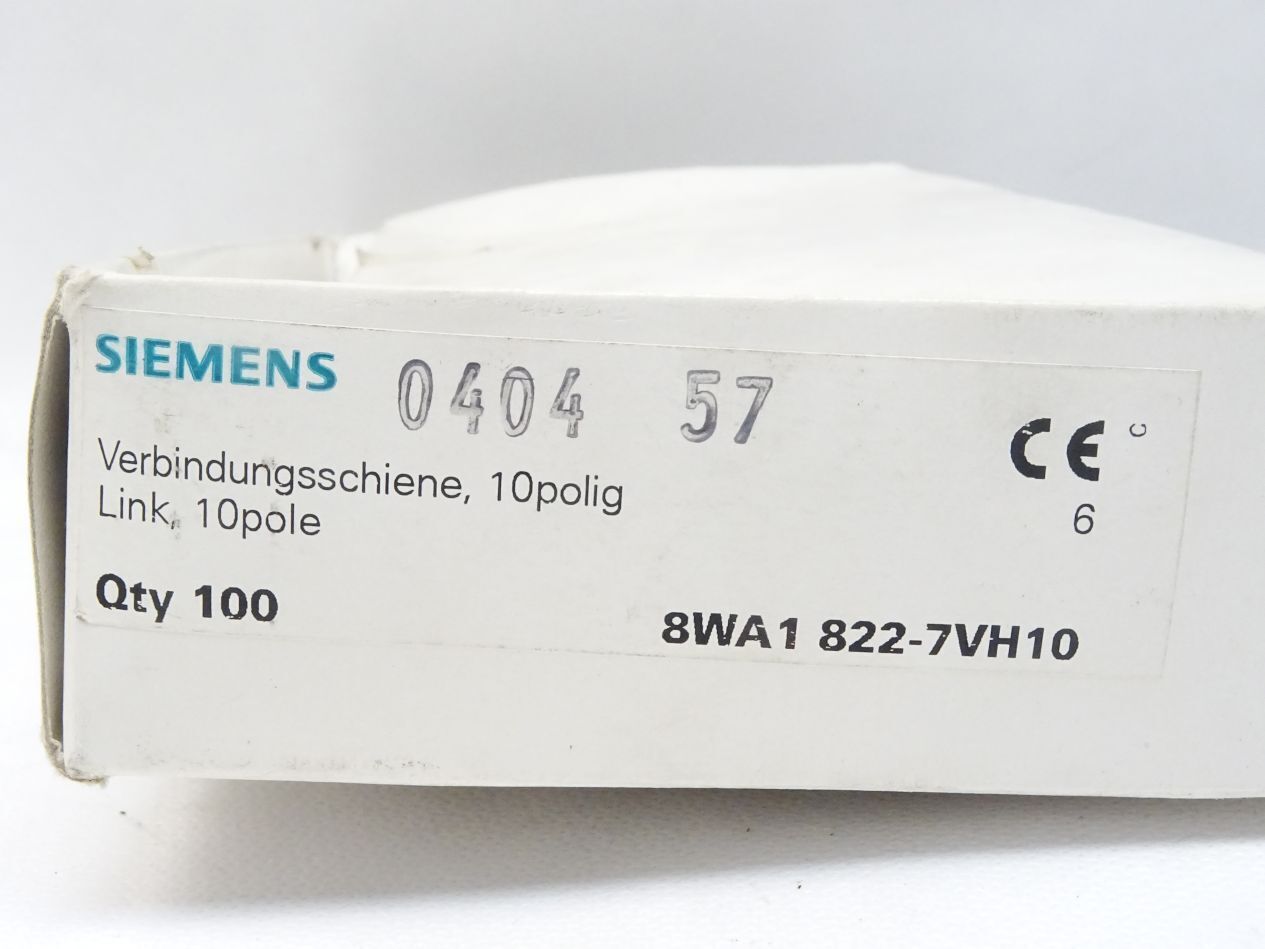 SIEMENS 0404 57
Verbindungsschiene, 10polig
Link, 10pole
CE c
6
Qty 100
8WA1 822-7VH10